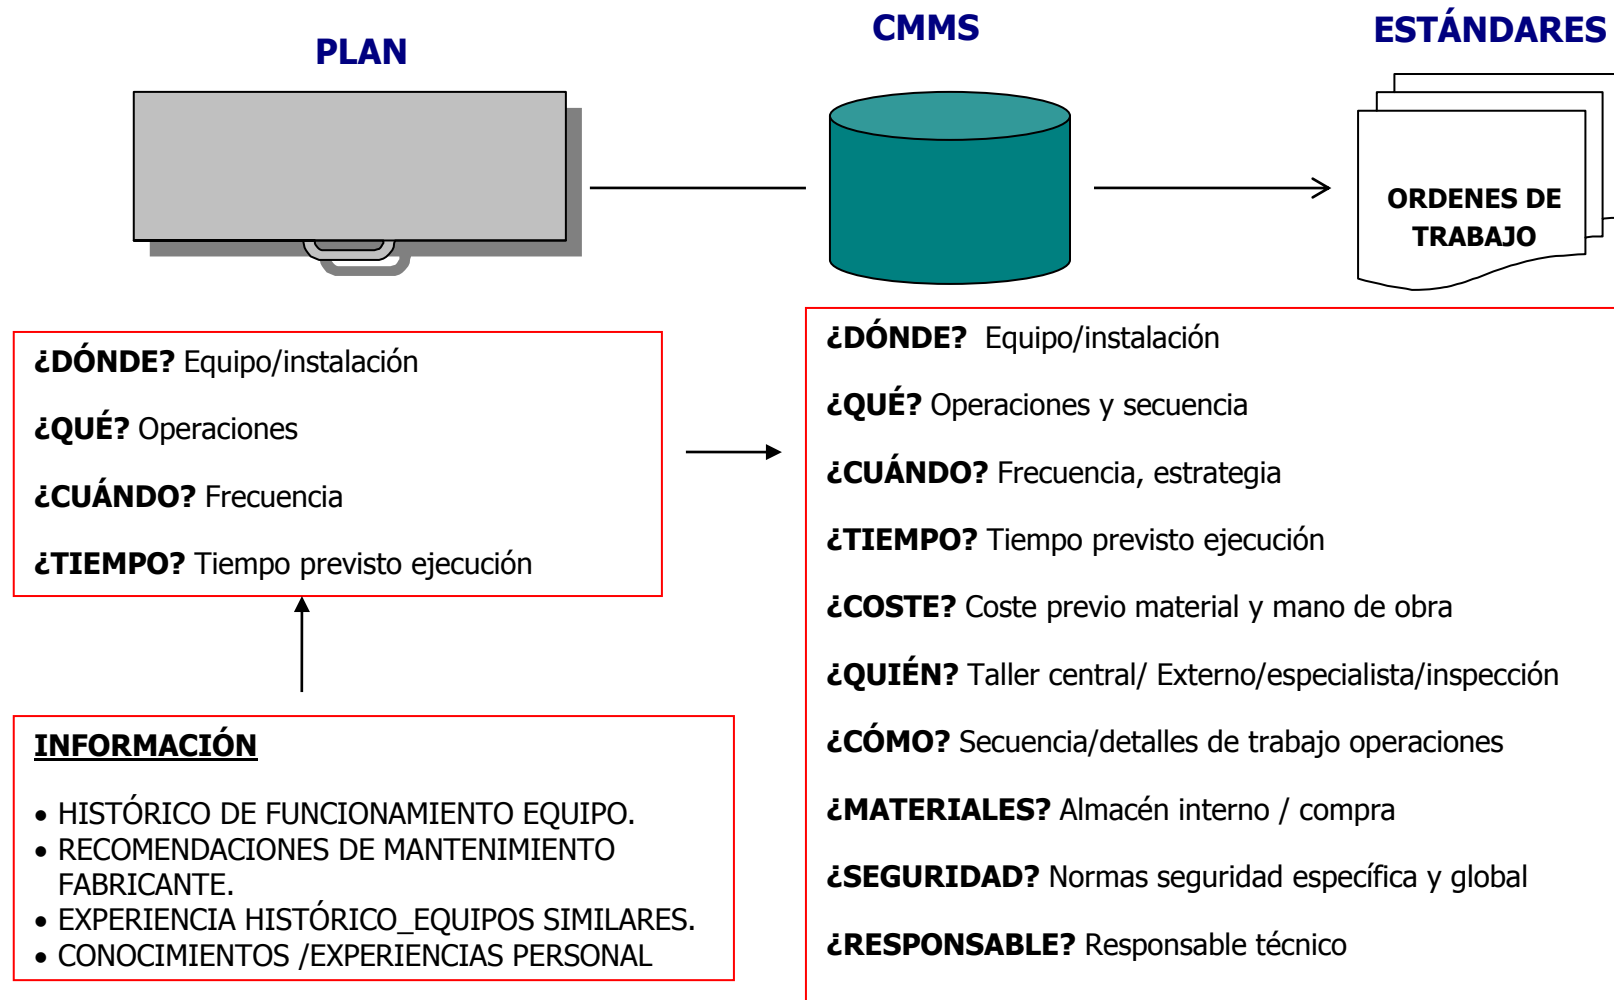 PLAN
CMMS
ESTÁNDARES
ORDENES DE
TRABAJO
¿DÓNDE? Equipo/instalación
¿QUÉ? Operaciones
¿CUÁNDO? Frecuencia
¿TIEMPO? Tiempo previsto ejecución
INFORMACIÓN
• HISTÓRICO DE FUNCIONAMIENTO EQUIPO.
• RECOMENDACIONES DE MANTENIMIENTO
FABRICANTE.
• EXPERIENCIA HISTÓRICO_EQUIPOS SIMILARES.
• CONOCIMIENTOS /EXPERIENCIAS PERSONAL
¿DÓNDE? Equipo/instalación
¿QUÉ? Operaciones y secuencia
¿CUÁNDO? Frecuencia, estrategia
¿TIEMPO? Tiempo previsto ejecución
¿COSTE? Coste previo material y mano de obra
¿QUIÉN? Taller central/ Externo/especialista/inspección
¿CÓMO? Secuencia/detalles de trabajo operaciones
¿MATERIALES? Almacén interno / compra
¿SEGURIDAD? Normas seguridad específica y global
¿RESPONSABLE? Responsable técnico